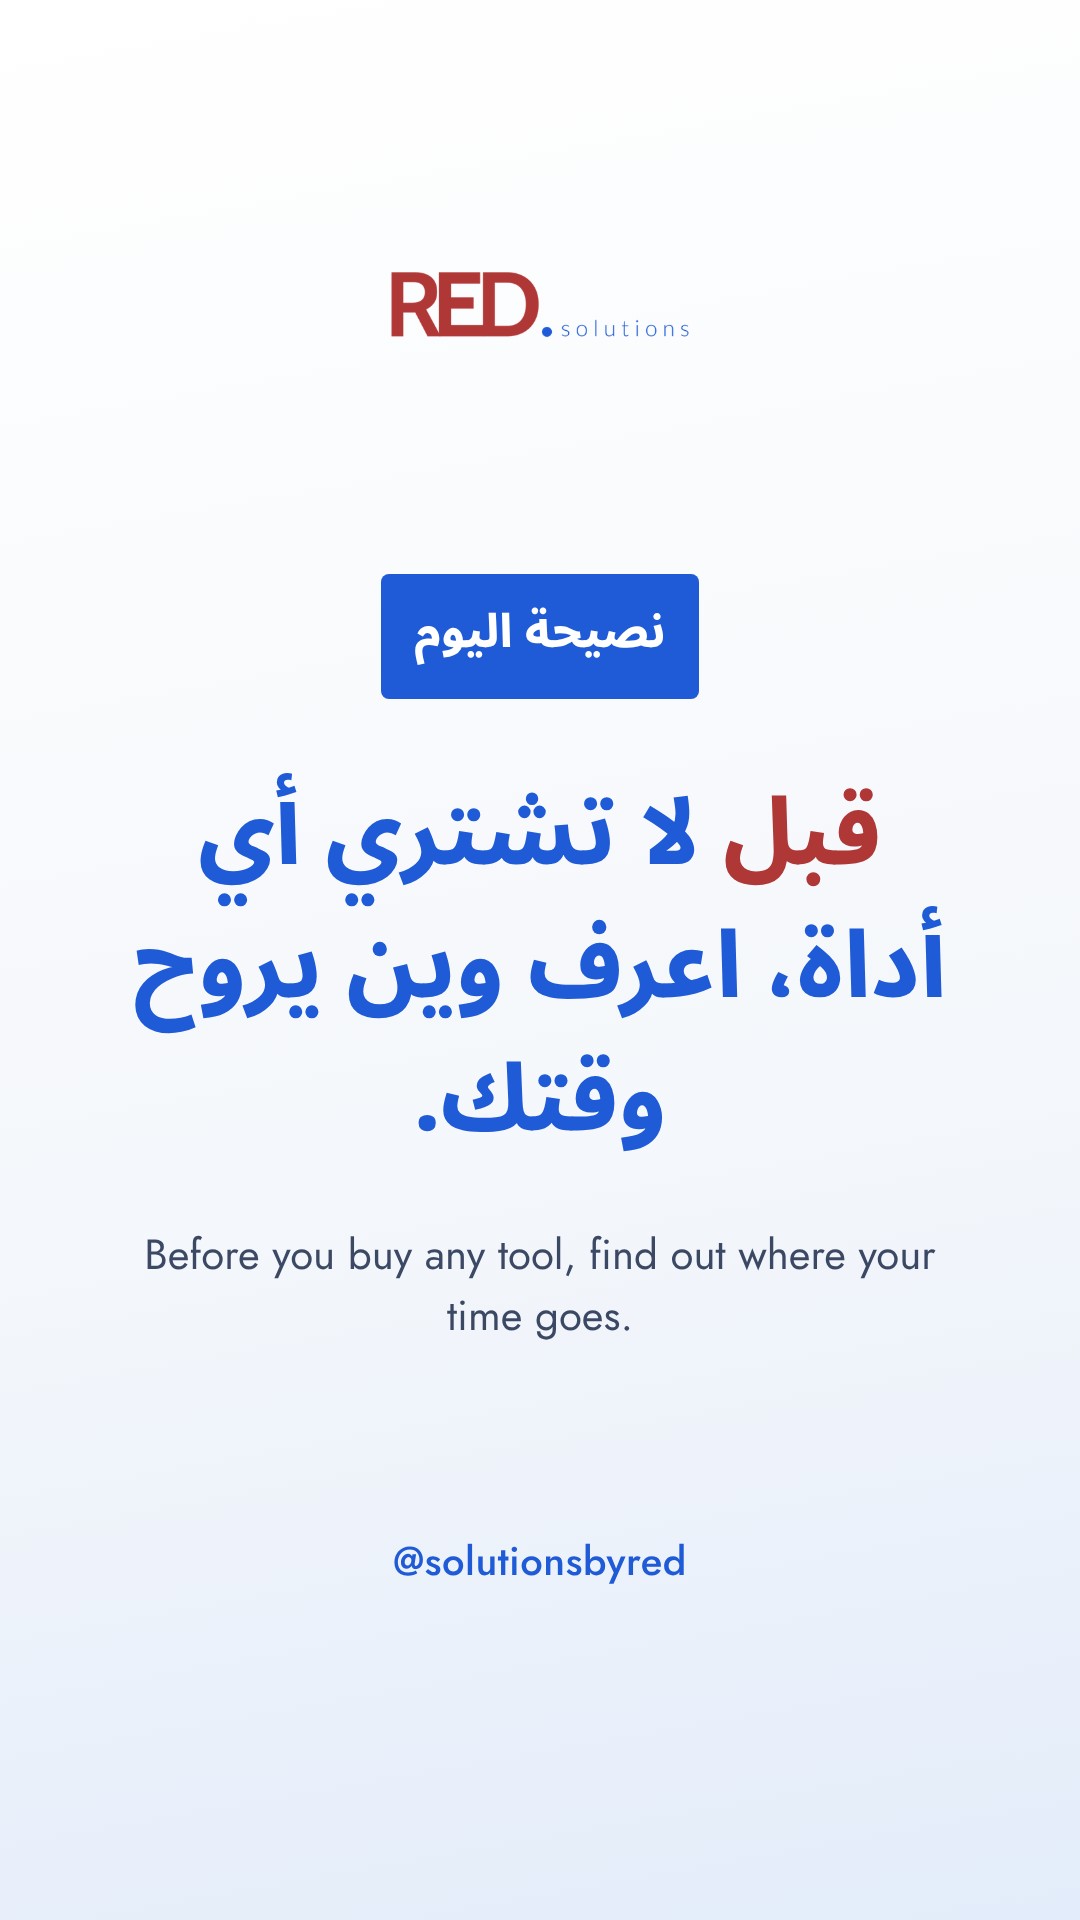 RED.solutions
نصيحة اليوم
قبل لا تشتري أي
أداة، اعرف وين يروح
وقتك.
Before you buy any tool, find out where your
time goes.
@solutionsbyred